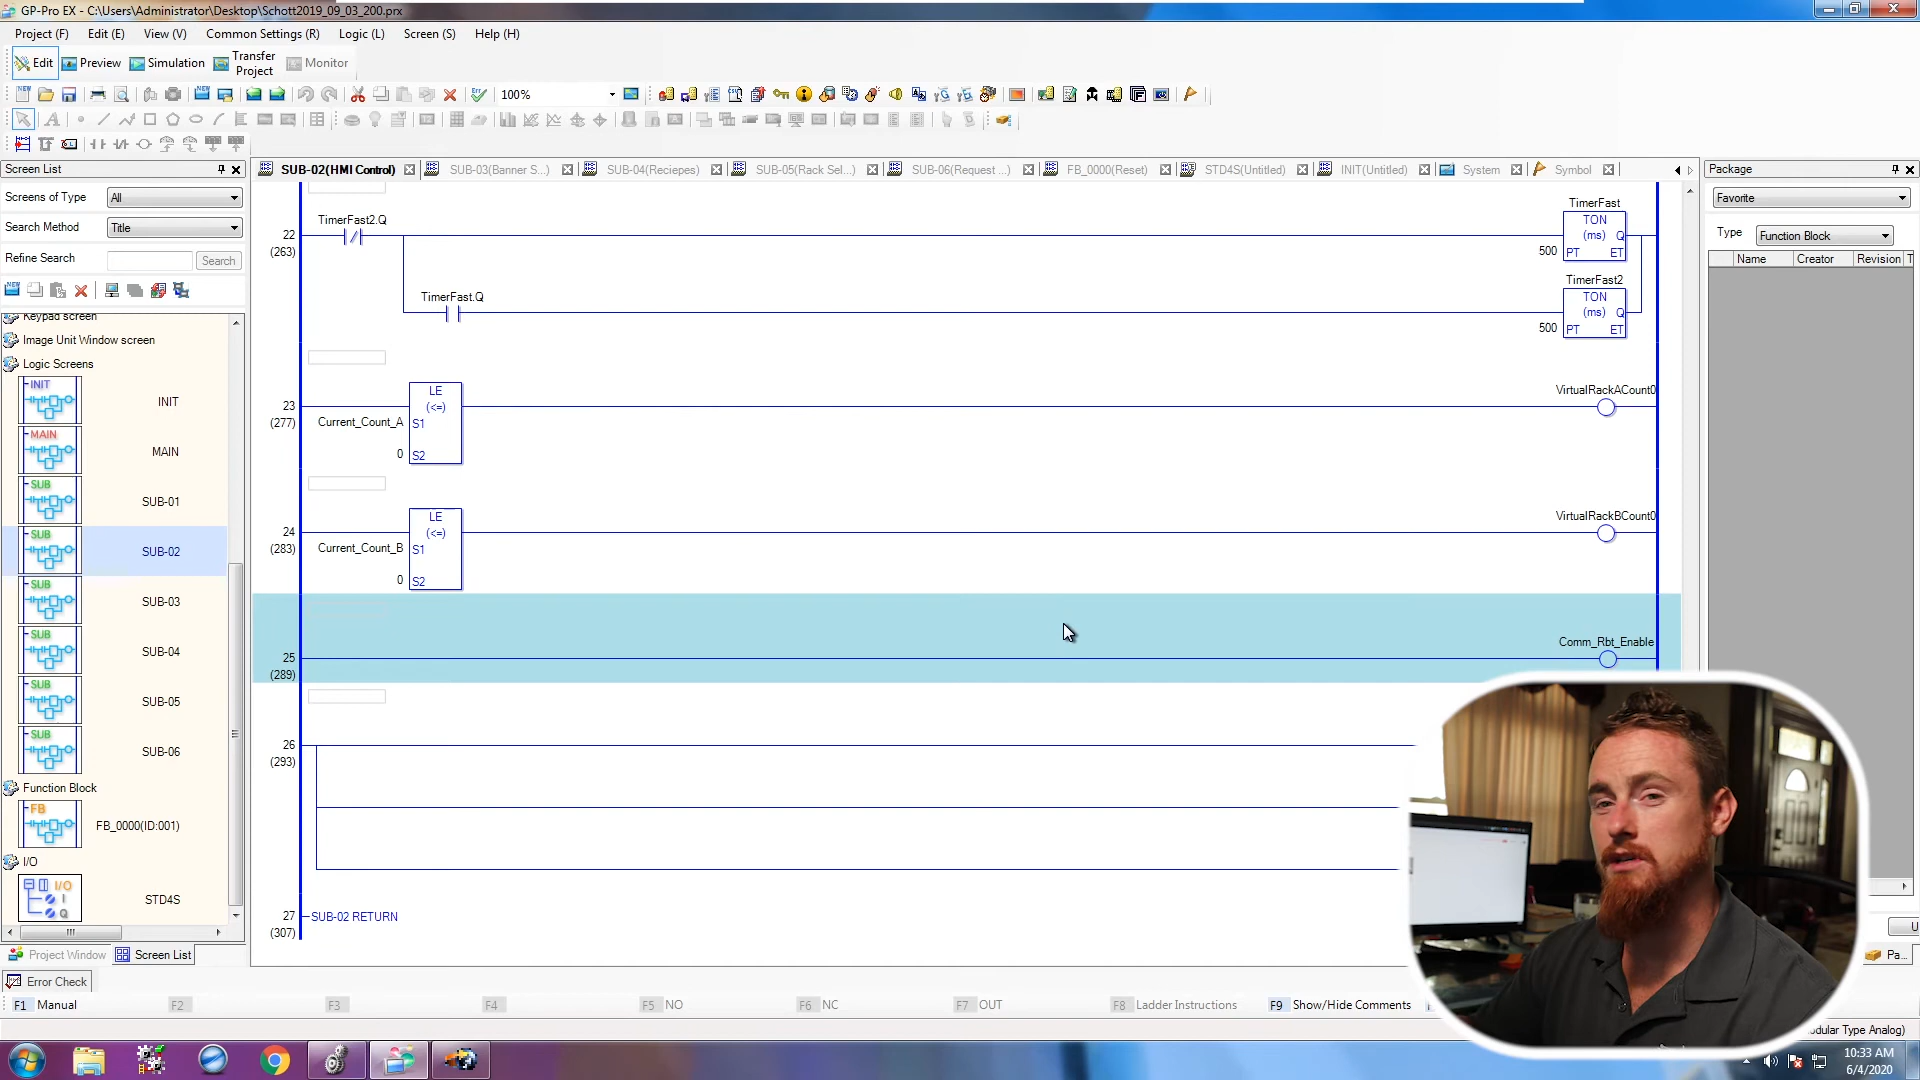 GP-Pro EX - C:\Users\Administrator\Desktop\Schott2019_09_03_200.prx
Project (F) Edit (E) View (V) Common Settings (R) Logic (L) Screen (S) Help (H)
Edit Preview Simulation Transfer Project Monitor
100%
Screen List
SUB-02(HMI Control) SUB-03(Banner S...) SUB-04(Reciepes) SUB-05(Rack Sel...) SUB-06(Request ...) FB_0000(Reset) STD4S(Untitled) INIT(Untitled) System Symbol
Package
Screens of Type All
Search Method Title
Refine Search Search
Favorite
Type Function Block
Name Creator Revision T
Keypad screen
Image Unit Window screen
Logic Screens
INIT INIT
MAIN MAIN
SUB SUB-01
SUB SUB-02
SUB SUB-03
SUB SUB-04
SUB SUB-05
SUB SUB-06
Function Block
FB FB_0000(ID:001)
I/O
I/O I Q STD4S
Project Window Screen List
TimerFast2.Q TimerFast
22 (263) TON (ms) Q
500 PT ET
TimerFast.Q TimerFast2
TON (ms) Q
500 PT ET
23 (277) LE (<=) VirtualRackACount0
Current_Count_A S1
0 S2
24 (283) LE (<=) VirtualRackBCount0
Current_Count_B S1
0 S2
25 (289) Comm_Rbt_Enable
26 (293)
27 (307) SUB-02 RETURN
Pa...
Error Check
F1 Manual F2 F3 F4 F5 NO F6 NC F7 OUT F8 Ladder Instructions F9 Show/Hide Comments
odular Type Analog)
10:33 AM
6/4/2020